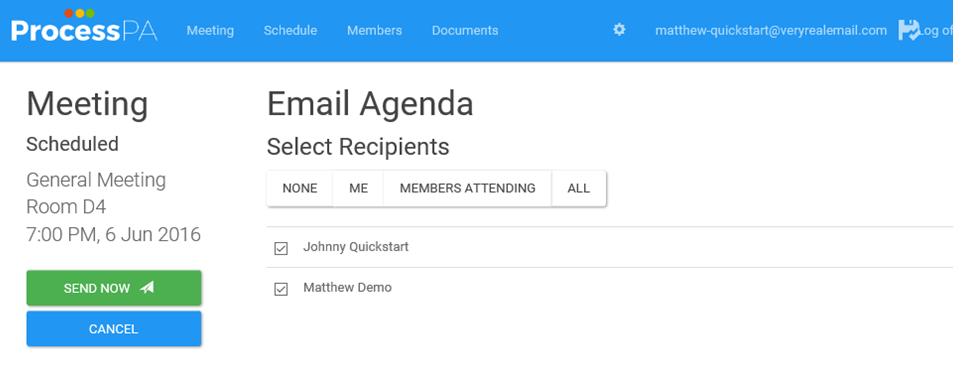 ProcessPA Meeting Schedule Members Documents matthew-quickstart@veryrealemail.com Log of
Meeting
Scheduled
General Meeting
Room D4
7:00 PM, 6 Jun 2016
SEND NOW
CANCEL
Email Agenda
Select Recipients
NONE ME MEMBERS ATTENDING ALL
Johnny Quickstart
Matthew Demo